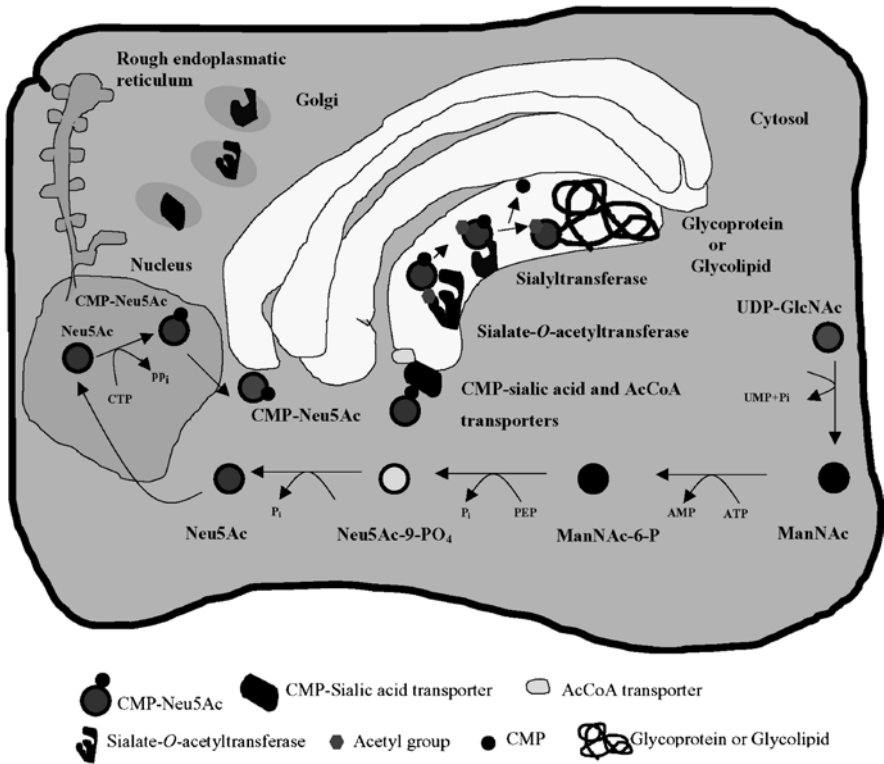 Rough endoplasmatic
reticulum
Golgi
Cytosol
Glycoprotein
or
Glycolipid
Nucleus
Sialyltransferase
CMP-Neu5Ac
Neu5Ac
UDP-GlcNAc
Sialate-O-acetyltransferase
ppi
CTP
CMP-Neu5Ac
CMP-sialic acid and AcCoA
transporters
UMP+Pi
Pi
Pi
PEP
AMP
ATP
Neu5Ac
Neu5Ac-9-PO4
ManNAc-6-P
ManNAc
CMP-Neu5Ac
CMP-Sialic acid transporter
AcCoA transporter
Sialate-O-acetyltransferase
Acetyl group
CMP
Glycoprotein or Glycolipid